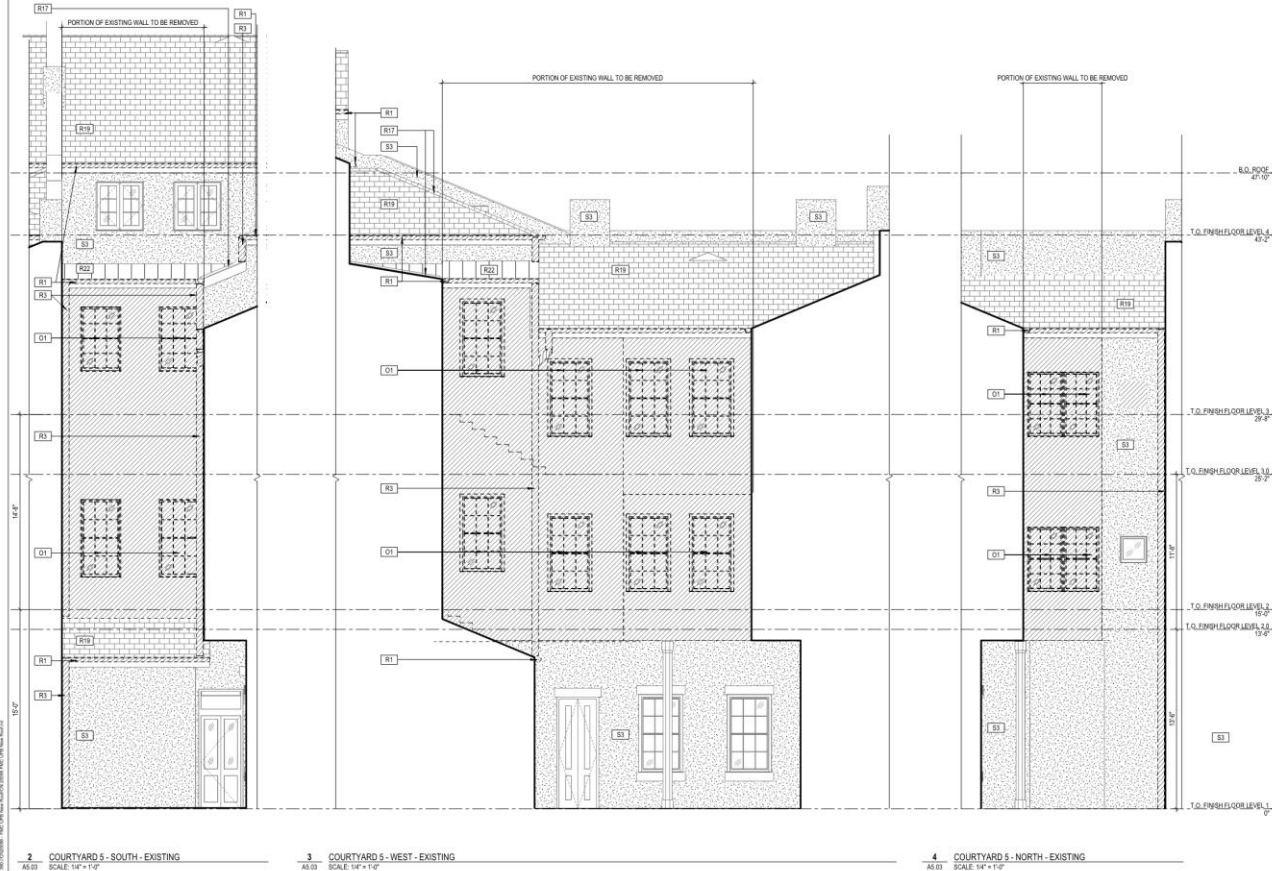 R17
PORTION OF EXISTING WALL TO BE REMOVED
R1
R3
R19
S3
R22
R1
R3
O1
R3
14'-8"
O1
R19
R1
R3
15'-0"
S3
2 COURTYARD 5 - SOUTH - EXISTING
A5.03 SCALE: 1/4" = 1'-0"
PORTION OF EXISTING WALL TO BE REMOVED
R1
R17
S3
R19
S3
S3
S3
R22
R19
R1
O1
R3
O1
R1
S3
3 COURTYARD 5 - WEST - EXISTING
A5.03 SCALE: 1/4" = 1'-0"
PORTION OF EXISTING WALL TO BE REMOVED
B.O. ROOF
47'-10"
T.O. FINISH FLOOR LEVEL 4
43'-2"
S3
R19
R1
O1
T.O. FINISH FLOOR LEVEL 3
29'-8"
S3
T.O. FINISH FLOOR LEVEL 3.0
25'-2"
R3
O1
11'-8"
T.O. FINISH FLOOR LEVEL 2
15'-0"
T.O. FINISH FLOOR LEVEL 2.0
13'-6"
13'-6"
S3
S3
T.O. FINISH FLOOR LEVEL 1
0"
4 COURTYARD 5 - NORTH - EXISTING
A5.03 SCALE: 1/4" = 1'-0"